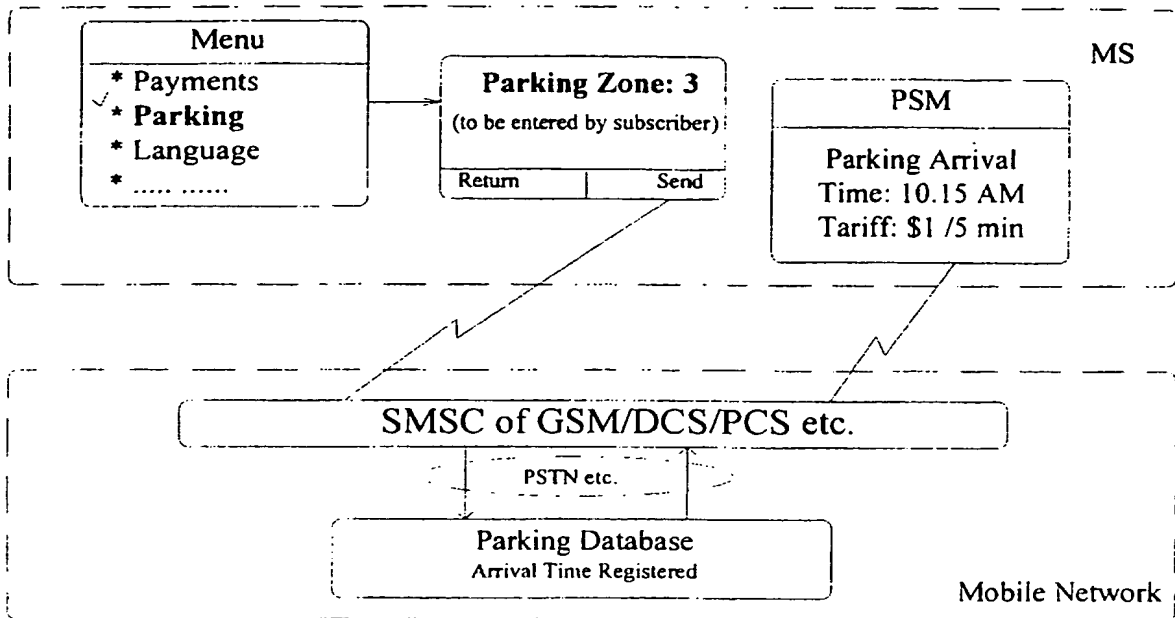 Menu
* Payments
* Parking
* Language
* ..... ......
Parking Zone: 3
(to be entered by subscriber)
Return Send
MS
PSM
Parking Arrival
Time: 10.15 AM
Tariff: $1 /5 min
SMSC of GSM/DCS/PCS etc.
PSTN etc.
Parking Database
Arrival Time Registered
Mobile Network